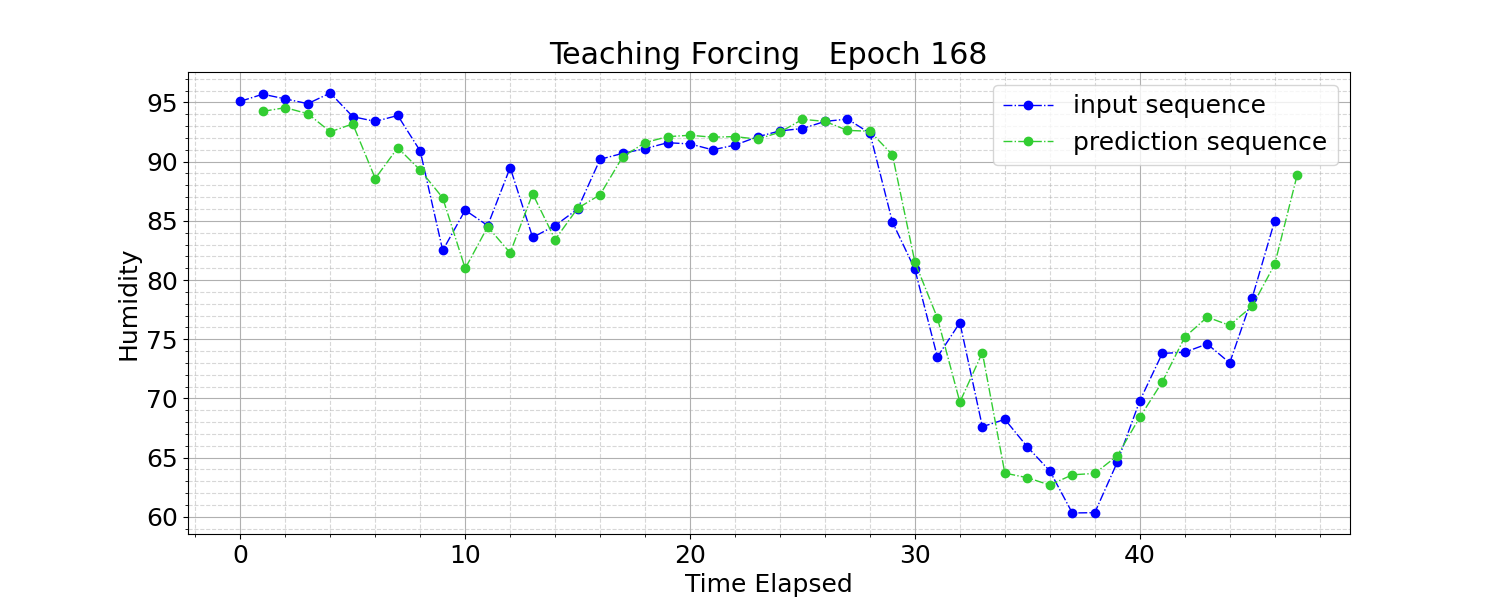 Teaching Forcing   Epoch 168
input sequence
prediction sequence
Humidity
95
90
85
80
75
70
65
60
0 10 20 30 40
Time Elapsed